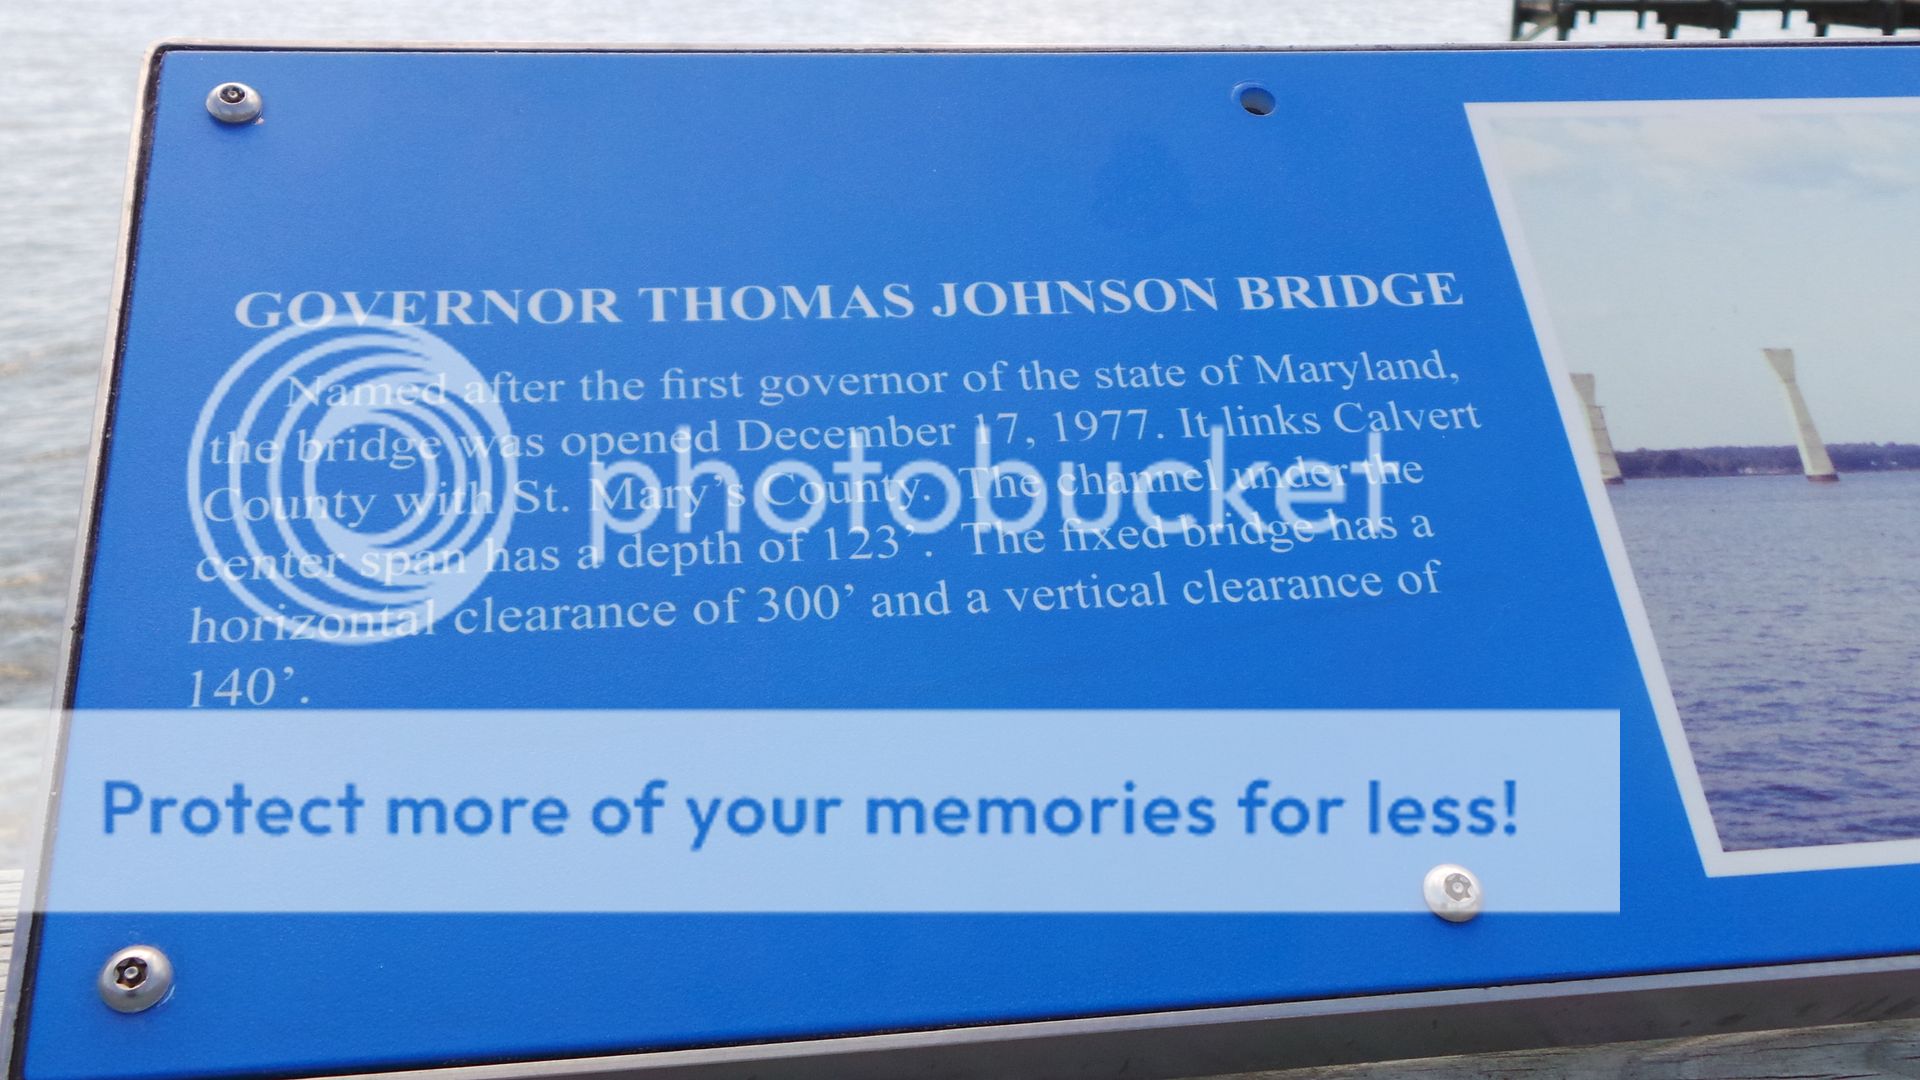 GOVERNOR THOMAS JOHNSON BRIDGE
Named after the first governor of the state of Maryland,
the bridge was opened December 17, 1977. It links Calvert
County with St. Mary's County. The channel under the
center span has a depth of 123'. The fixed bridge has a
horizontal clearance of 300' and a vertical clearance of
140'.
photobucket
Protect more of your memories for less!